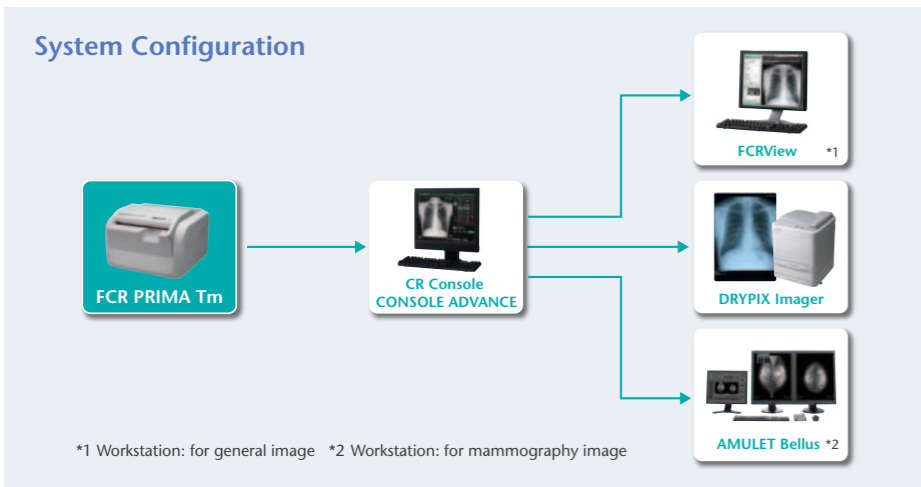 System Configuration
FCRView *1
FCR PRIMA Tm
CR Console
CONSOLE ADVANCE
DRYPIX Imager
AMULET Bellus *2
*1 Workstation: for general image *2 Workstation: for mammography image